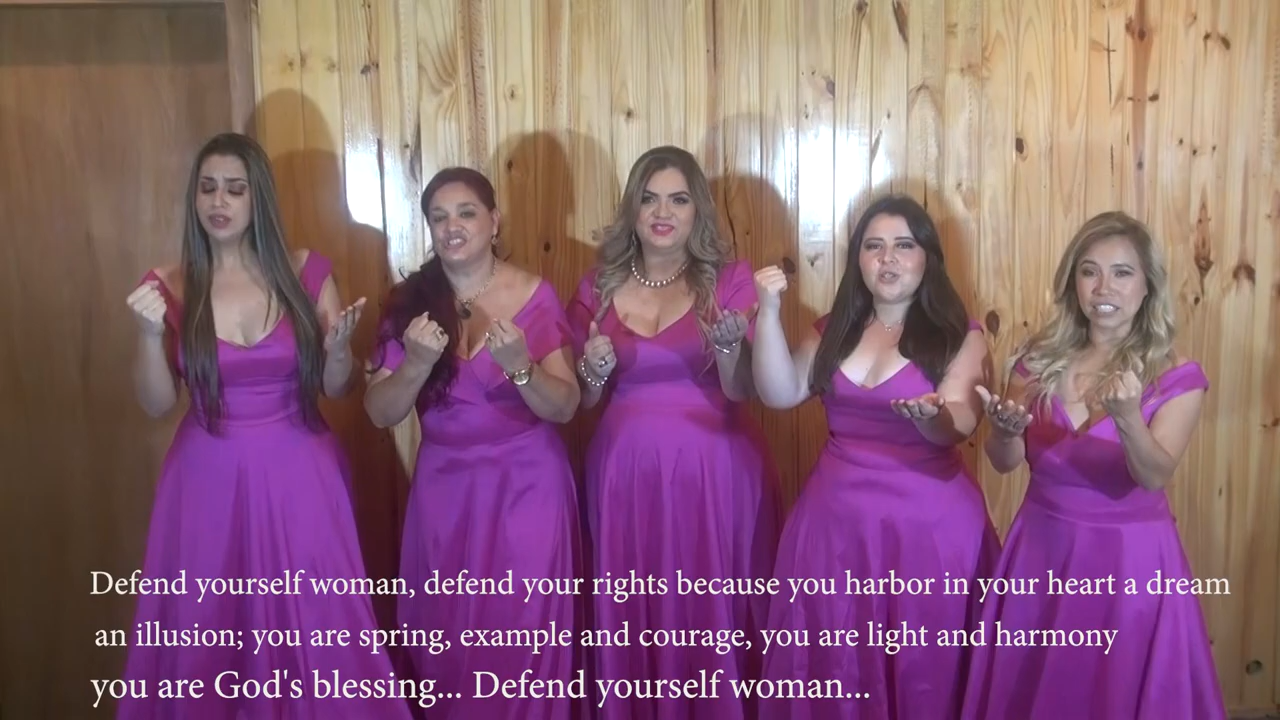 Defend yourself woman, defend your rights because you harbor in your heart a dream
an illusion; you are spring, example and courage, you are light and harmony
you are God's blessing... Defend yourself woman...